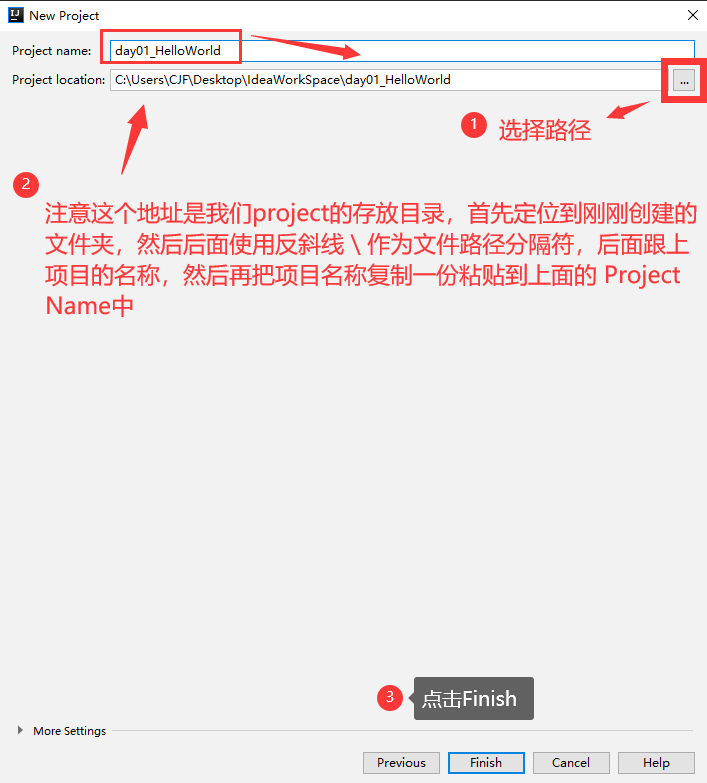 New Project
Project name: day01_HelloWorld
Project location: C:\Users\CJF\Desktop\IdeaWorkSpace\day01_HelloWorld ...
1 选择路径
2
注意这个地址是我们project的存放目录，首先定位到刚刚创建的
文件夹，然后后面使用反斜线 \ 作为文件路径分隔符，后面跟上
项目的名称，然后再把项目名称复制一份粘贴到上面的 Project
Name中
3 点击Finish
More Settings
Previous Finish Cancel Help